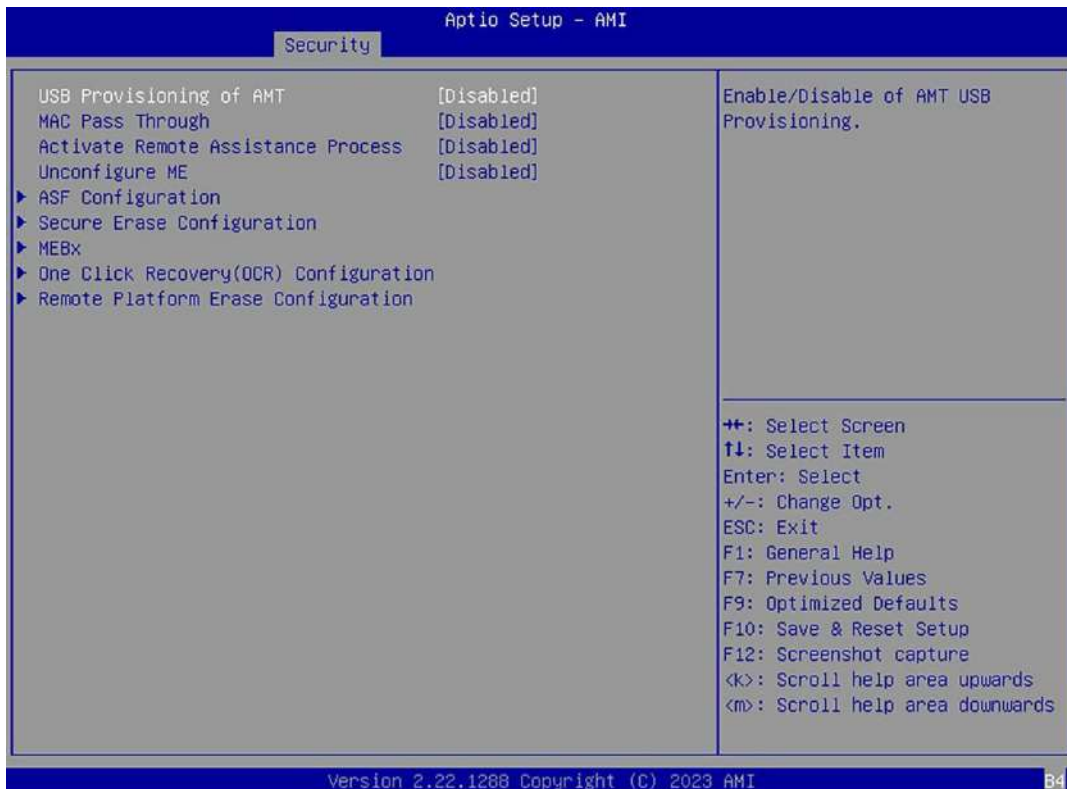 Aptio Setup – AMI
Security
USB Provisioning of AMT [Disabled]
MAC Pass Through [Disabled]
Activate Remote Assistance Process [Disabled]
Unconfigure ME [Disabled]
▶ ASF Configuration
▶ Secure Erase Configuration
▶ MEBx
▶ One Click Recovery(OCR) Configuration
▶ Remote Platform Erase Configuration
Enable/Disable of AMT USB
Provisioning.
→←: Select Screen
↑↓: Select Item
Enter: Select
+/-: Change Opt.
ESC: Exit
F1: General Help
F7: Previous Values
F9: Optimized Defaults
F10: Save & Reset Setup
F12: Screenshot capture
<k>: Scroll help area upwards
<m>: Scroll help area downwards
Version 2.22.1288 Copyright (C) 2023 AMI
B4